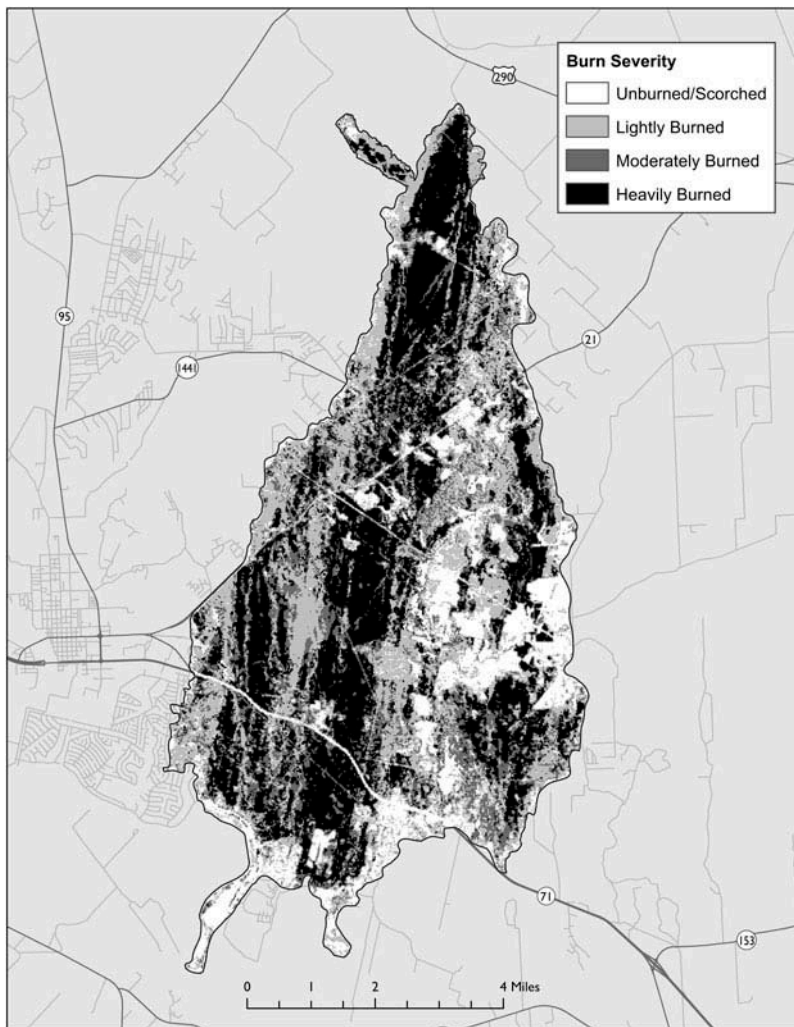 290
Burn Severity
Unburned/Scorched
Lightly Burned
Moderately Burned
Heavily Burned
95
21
1441
71
153
0 1 2 4 Miles